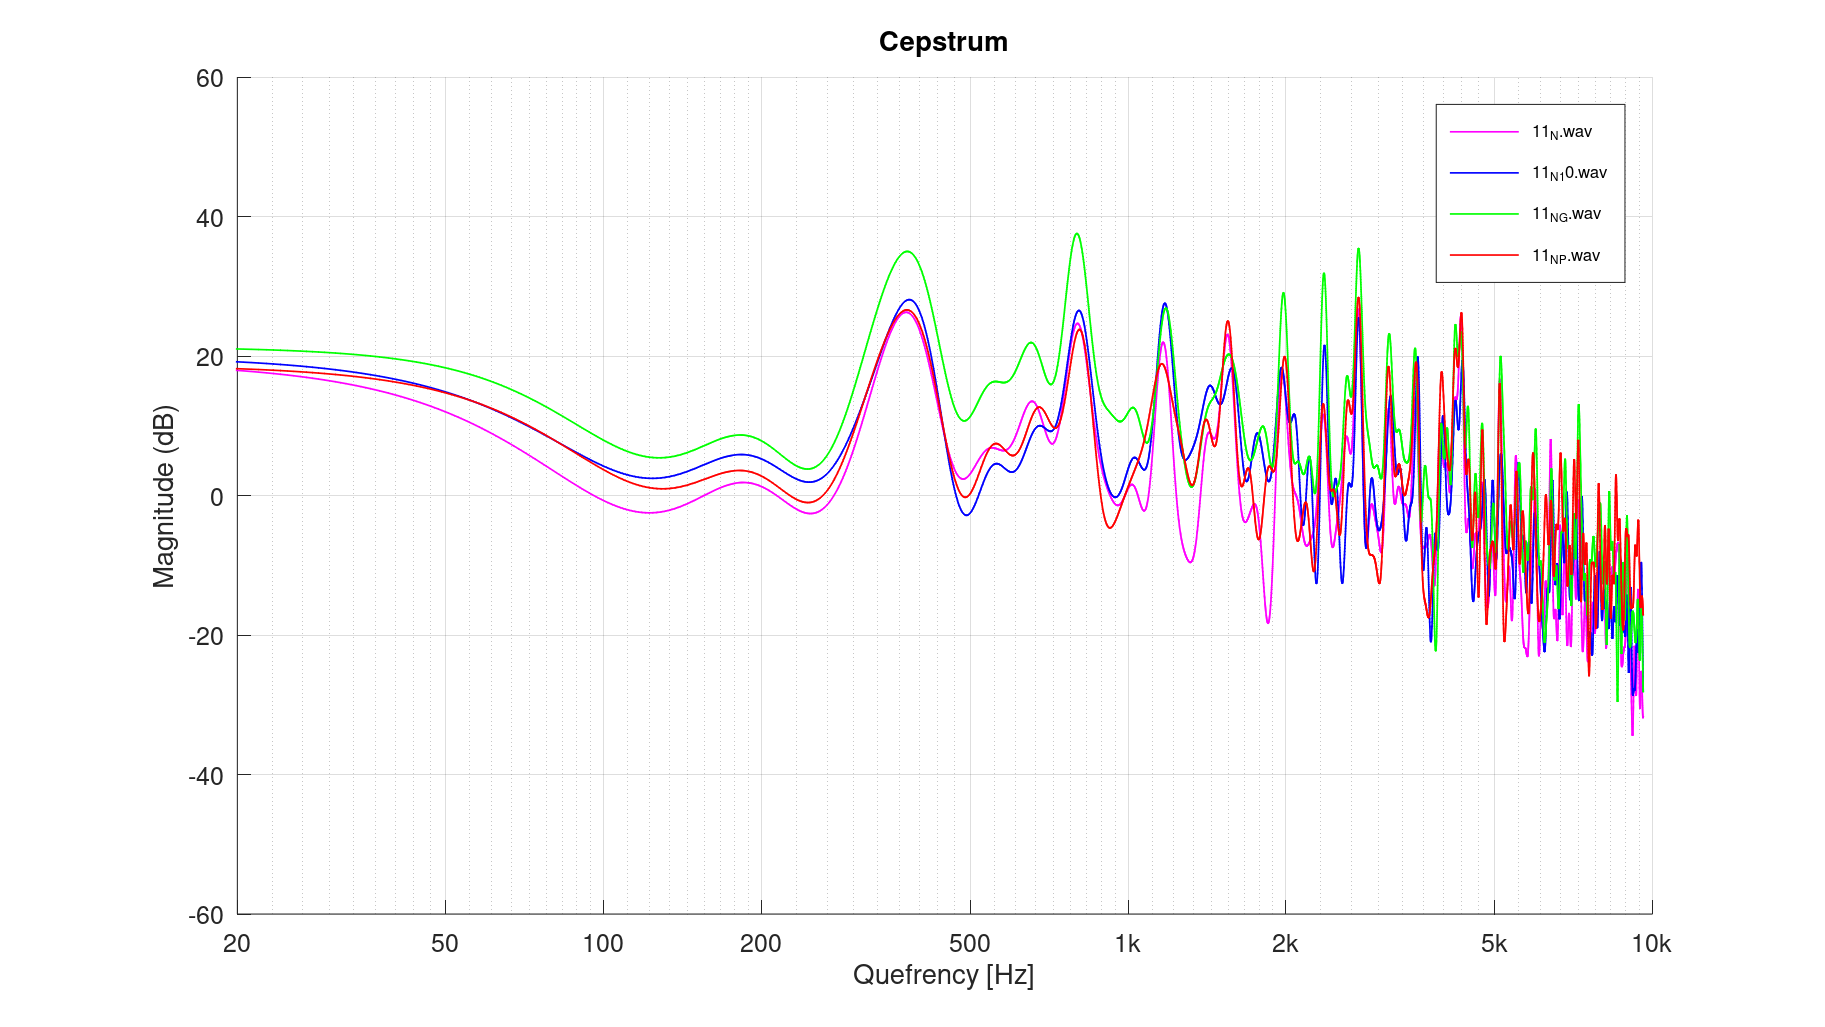 Cepstrum
60
40
20
0
-20
-40
-60
Magnitude (dB)
11N.wav
11N10.wav
11NG.wav
11NP.wav
20 50 100 200 500 1k 2k 5k 10k
Quefrency [Hz]